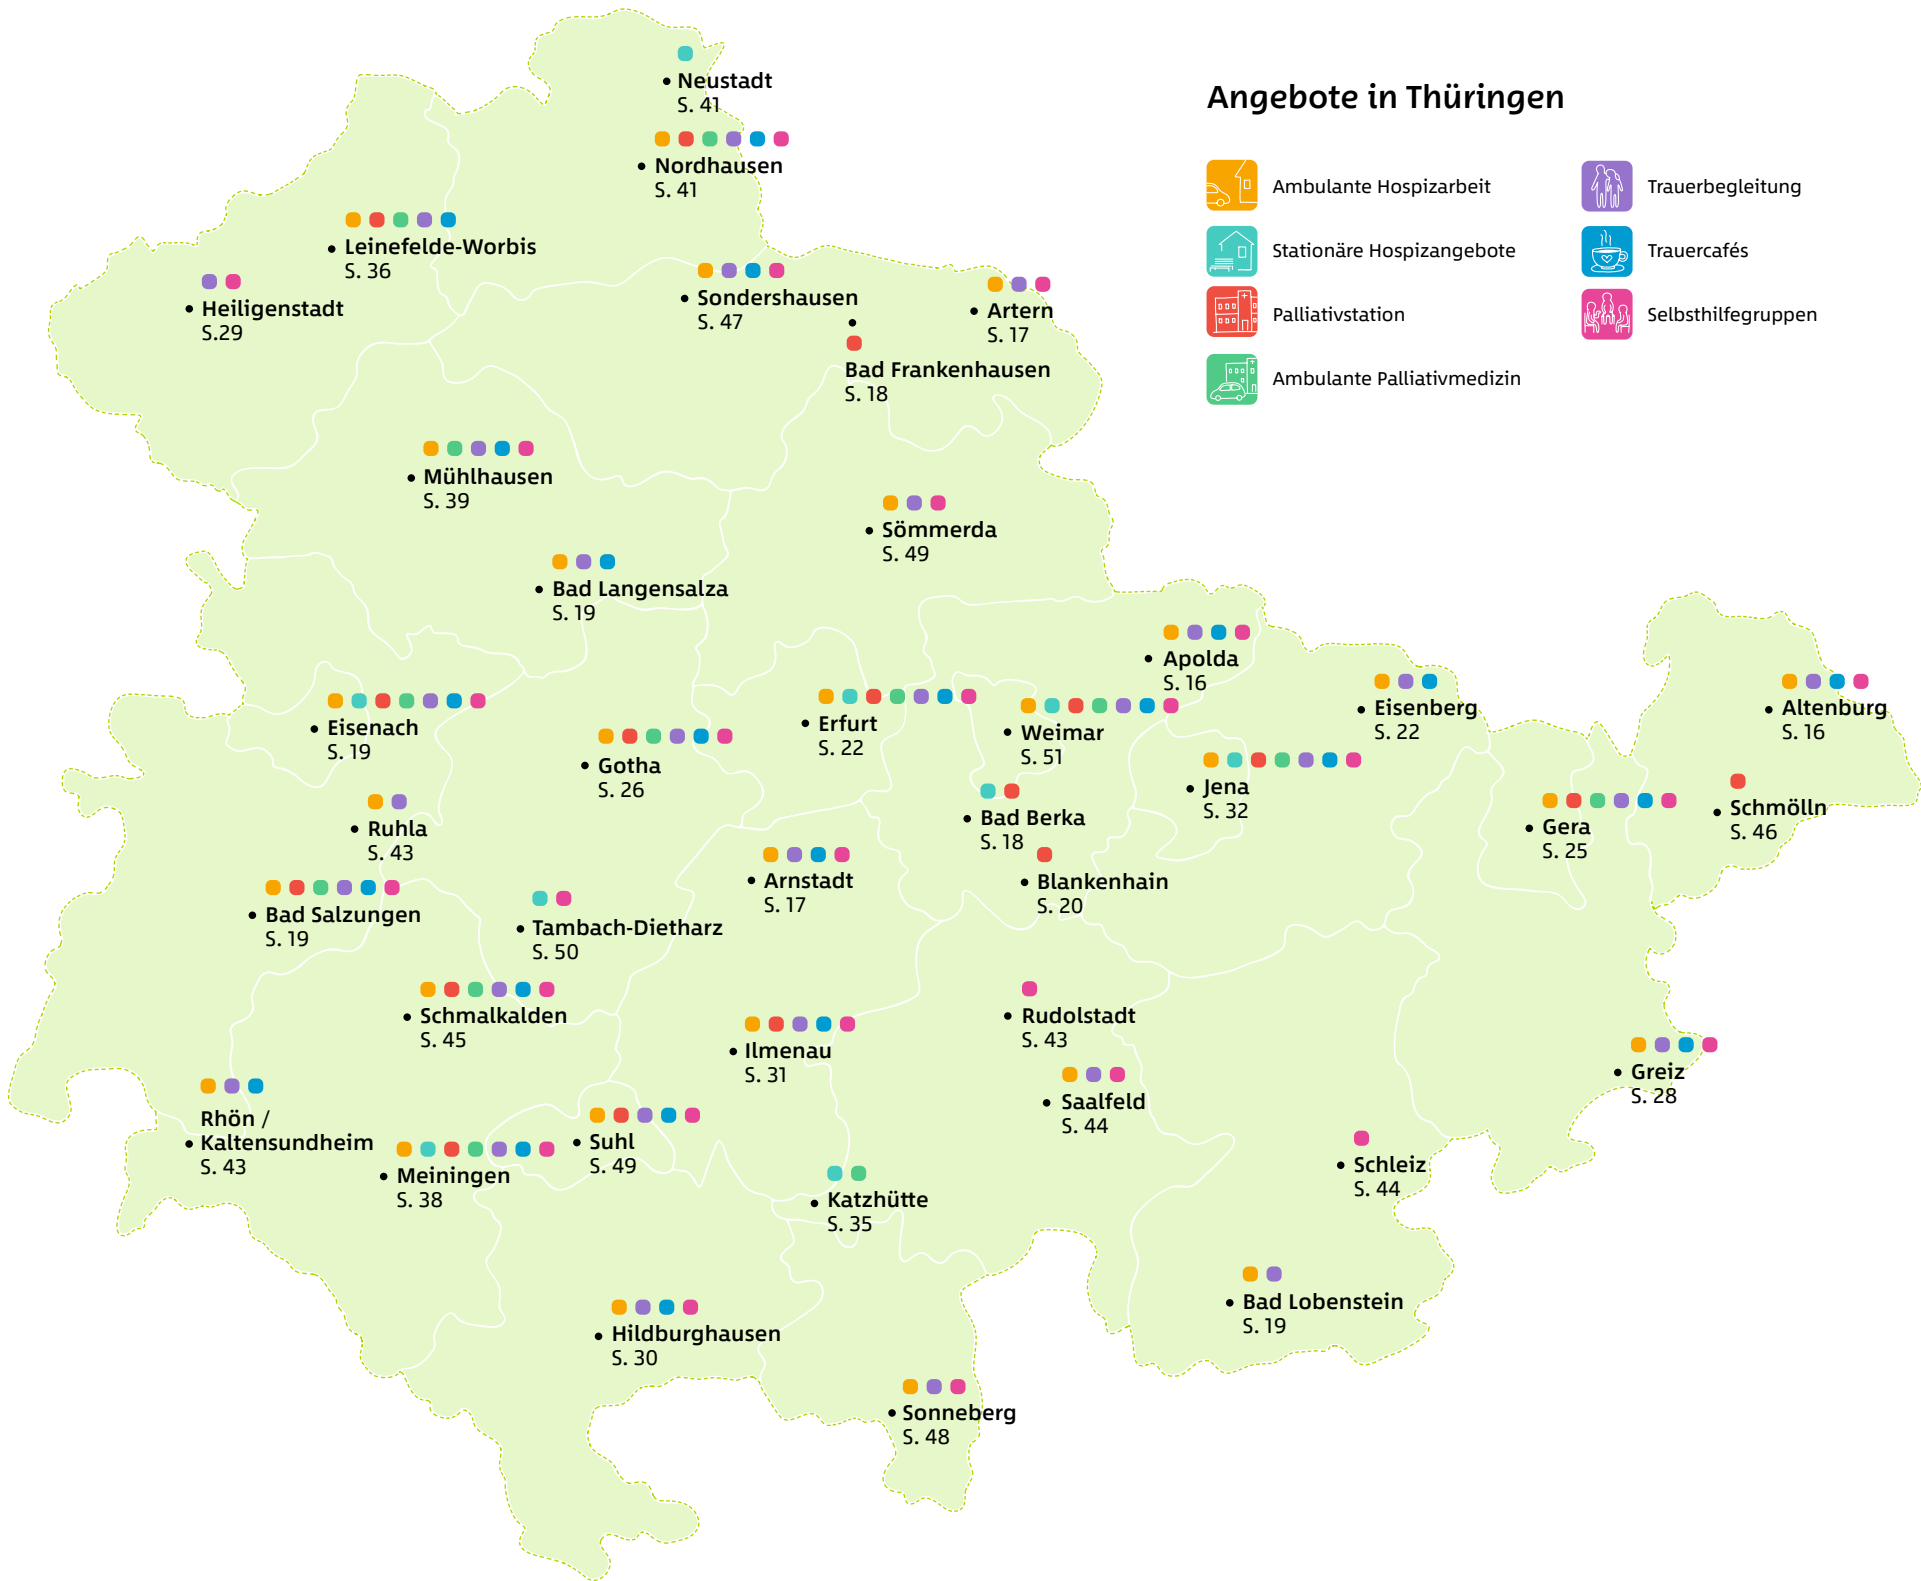 Angebote in Thüringen
Ambulante Hospizarbeit
Stationäre Hospizangebote
Palliativstation
Ambulante Palliativmedizin
Trauerbegleitung
Trauercafés
Selbsthilfegruppen
Neustadt
S. 41
Nordhausen
S. 41
Leinefelde-Worbis
S. 36
Heiligenstadt
S.29
Sondershausen
S. 47
Artern
S. 17
Bad Frankenhausen
S. 18
Mühlhausen
S. 39
Sömmerda
S. 49
Bad Langensalza
S. 19
Apolda
S. 16
Eisenach
S. 19
Gotha
S. 26
Erfurt
S. 22
Weimar
S. 51
Eisenberg
S. 22
Altenburg
S. 16
Jena
S. 32
Bad Berka
S. 18
Gera
S. 25
Schmölln
S. 46
Ruhla
S. 43
Arnstadt
S. 17
Blankenhain
S. 20
Bad Salzungen
S. 19
Tambach-Dietharz
S. 50
Schmalkalden
S. 45
Ilmenau
S. 31
Rudolstadt
S. 43
Saalfeld
S. 44
Greiz
S. 28
Rhön /
Kaltensundheim
S. 43
Meiningen
S. 38
Suhl
S. 49
Katzhütte
S. 35
Schleiz
S. 44
Bad Lobenstein
S. 19
Hildburghausen
S. 30
Sonneberg
S. 48